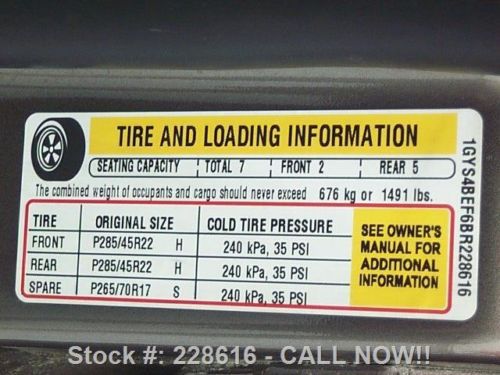 TIRE AND LOADING INFORMATION
SEATING CAPACITY TOTAL 7 FRONT 2 REAR 5
The combined weight of occupants and cargo should never exceed 676 kg or 1491 lbs.
TIRE ORIGINAL SIZE COLD TIRE PRESSURE
FRONT P285/45R22 H 240 kPa, 35 PSI
REAR P285/45R22 H 240 kPa, 35 PSI
SPARE P265/70R17 S 240 kPa, 35 PSI
SEE OWNER'S
MANUAL FOR
ADDITIONAL
INFORMATION
1GYS4BEF6BR228616
Stock #: 228616 - CALL NOW!!